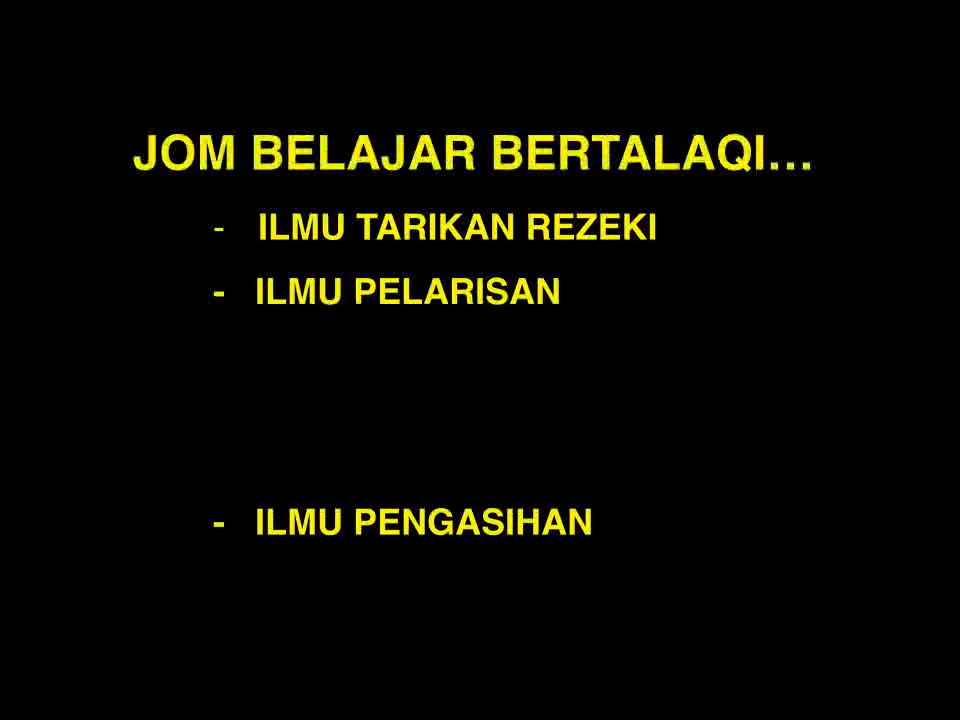 JOM BELAJAR BERTALAQI...
- ILMU TARIKAN REZEKI
- ILMU PELARISAN
- ILMU PENGASIHAN